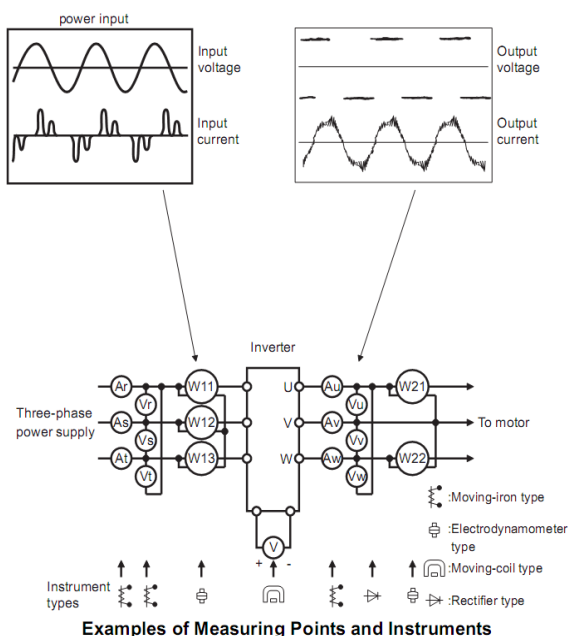 power input
Input
voltage
Input
current
Output
voltage
Output
current
Inverter
Three-phase
power supply
Ar
As
At
Vr
Vs
Vt
W11
W12
W13
U
V
W
Au
Av
Aw
Vu
Vv
Vw
W21
W22
To motor
V
+ -
:Moving-iron type
:Electrodynamometer
type
:Moving-coil type
:Rectifier type
Instrument
types
Examples of Measuring Points and Instruments